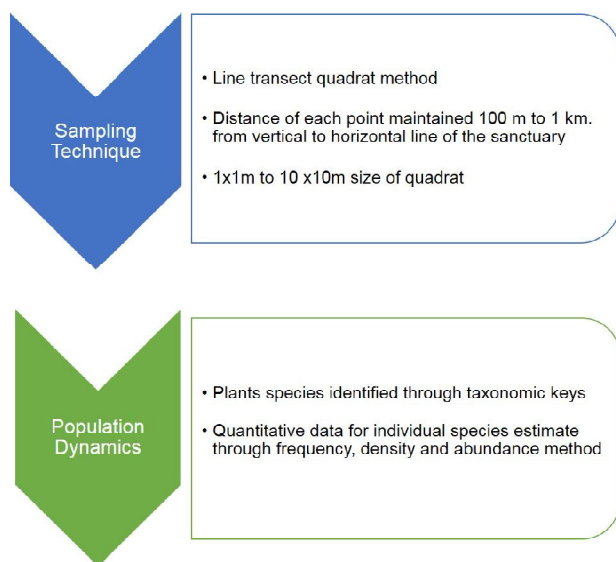 Sampling
Technique
• Line transect quadrat method
• Distance of each point maintained 100 m to 1 km.
from vertical to horizontal line of the sanctuary
• 1x1m to 10 x10m size of quadrat
Population
Dynamics
• Plants species identified through taxonomic keys
• Quantitative data for individual species estimate
through frequency, density and abundance method